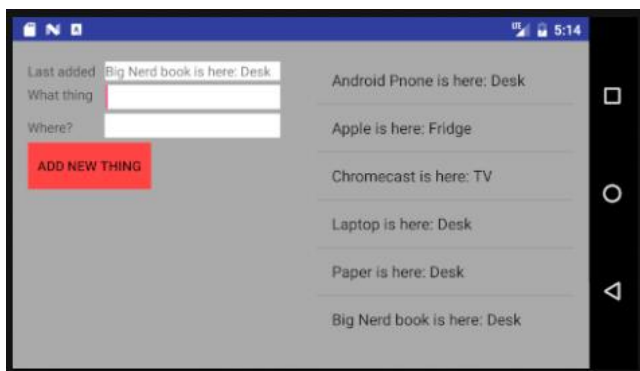 LTE 5:14
Last added Big Nerd book is here: Desk
What thing
Where?
ADD NEW THING
Android Pnone is here: Desk
Apple is here: Fridge
Chromecast is here: TV
Laptop is here: Desk
Paper is here: Desk
Big Nerd book is here: Desk